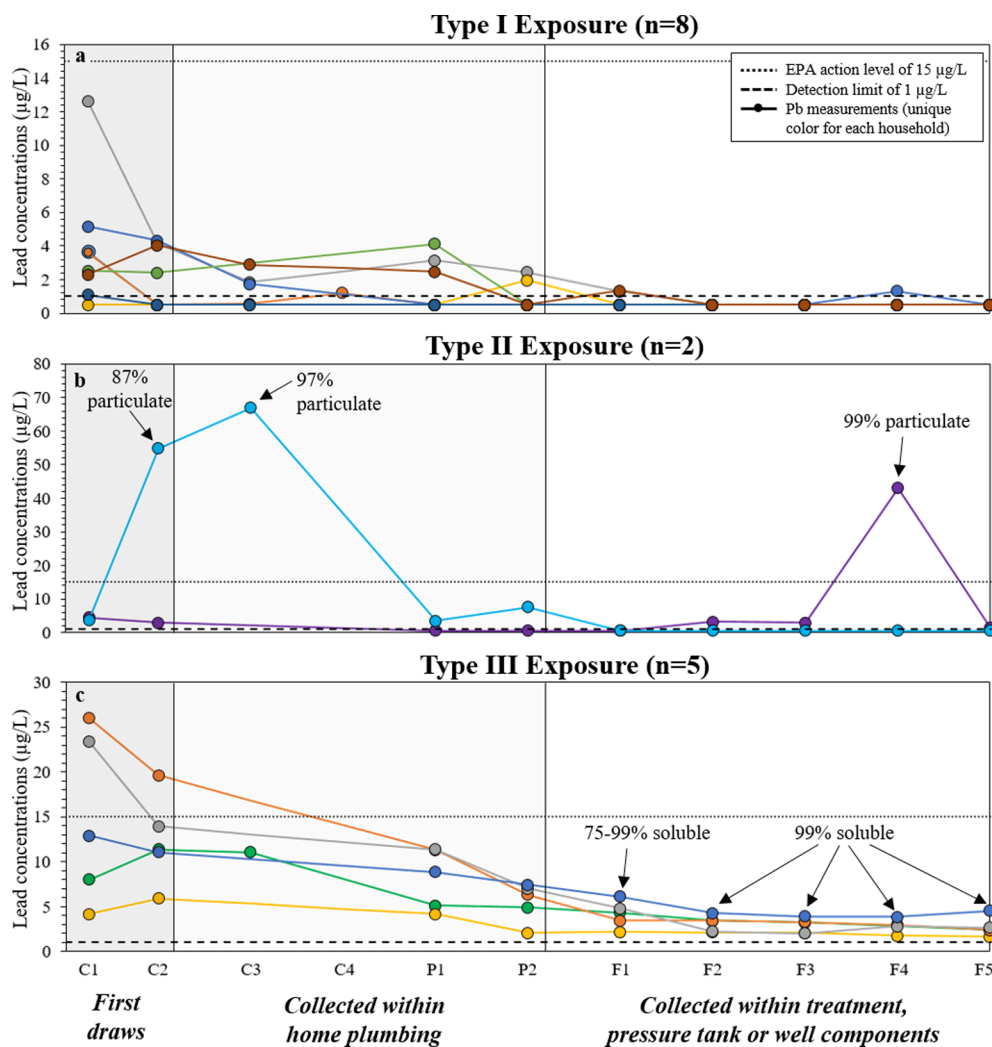 Type I Exposure (n=8)
Lead concentrations (µg/L)
16
14
12
10
8
6
4
2
0
a
EPA action level of 15 µg/L
Detection limit of 1 µg/L
Pb measurements (unique
color for each household)
Type II Exposure (n=2)
Lead concentrations (µg/L)
80
70
60
50
40
30
20
10
0
b
87%
particulate
97%
particulate
99% particulate
Type III Exposure (n=5)
Lead concentrations (µg/L)
30
25
20
15
10
5
0
c
75-99% soluble
99% soluble
C1 C2 C3 C4 P1 P2 F1 F2 F3 F4 F5
First
draws
Collected within
home plumbing
Collected within treatment,
pressure tank or well components